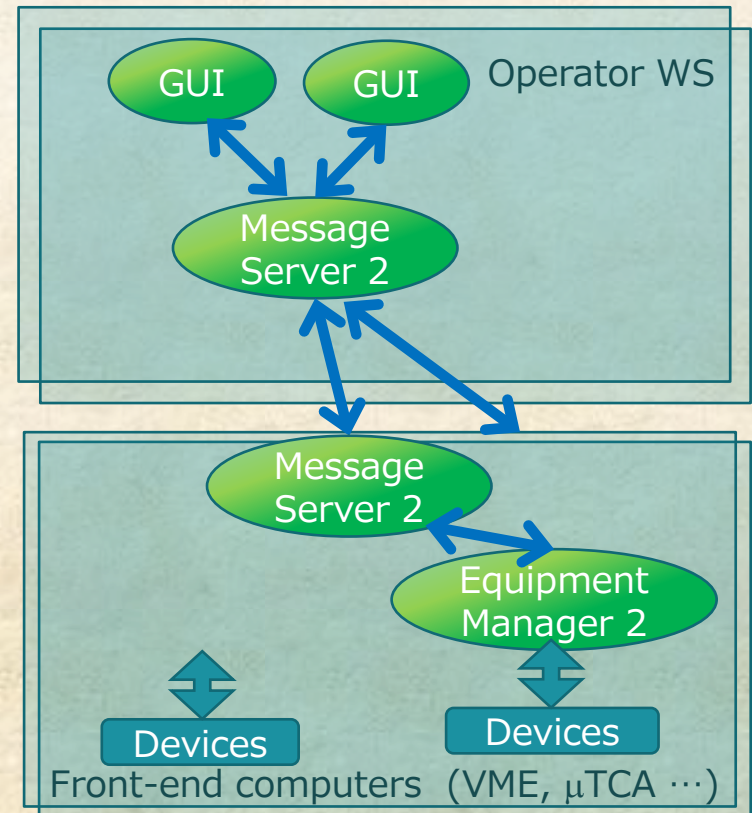 GUI
GUI
Operator WS
Message
Server 2
Message
Server 2
Equipment
Manager 2
Devices
Devices
Front-end computers (VME, μTCA ⋯)